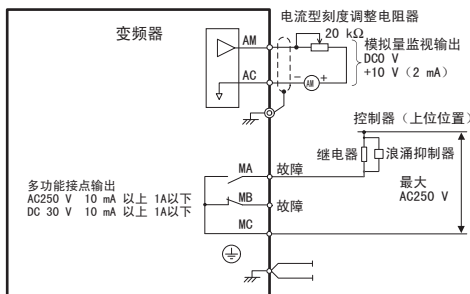 电流型刻度调整电阻器
变频器
AM
20 kΩ
模拟量监视输出
DC0 V
+10 V (2 mA)
AC
- AM +
控制器（上位位置）
继电器
浪涌抑制器
MA
故障
多功能接点输出
AC250 V 10 mA 以上 1A以下
DC 30 V 10 mA 以上 1A以下
MB
故障
最大
AC250 V
MC